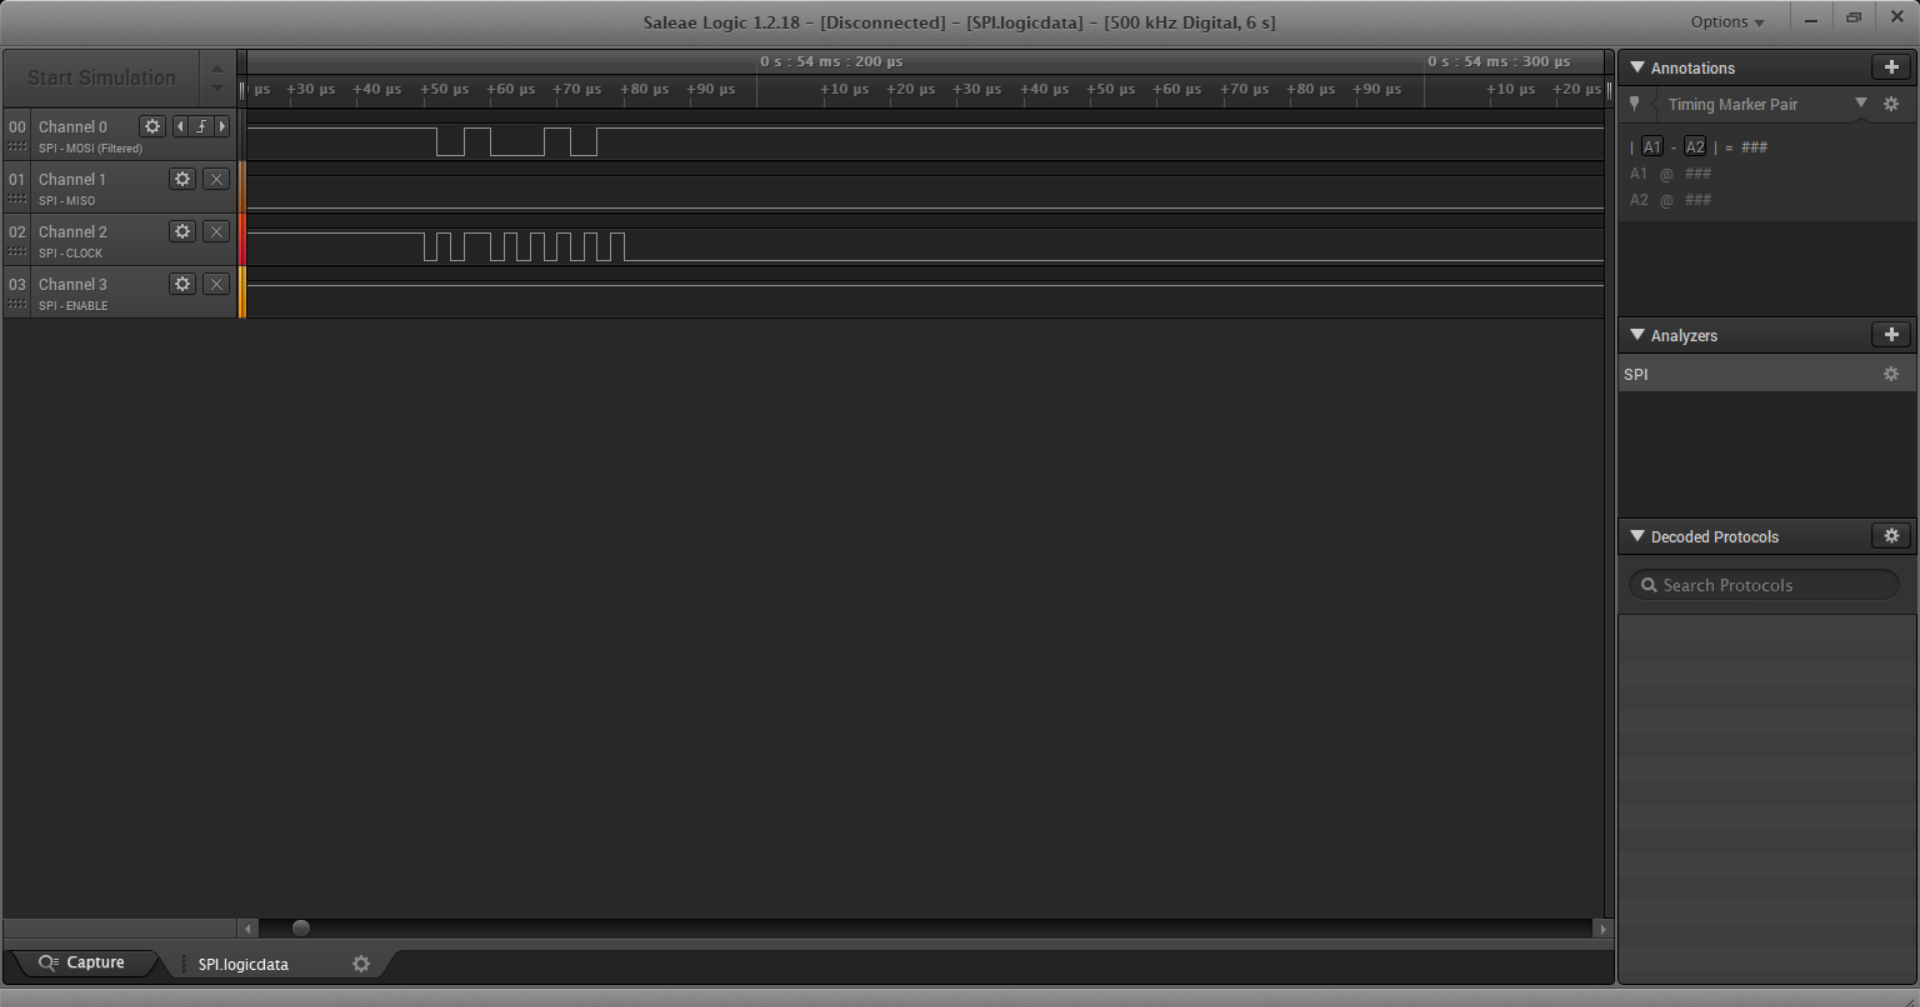 Saleae Logic 1.2.18 – [Disconnected] – [SPI.logicdata] – [500 kHz Digital, 6 s]
Options
Start Simulation
0 s : 54 ms : 200 µs
0 s : 54 ms : 300 µs
µs +30 µs +40 µs +50 µs +60 µs +70 µs +80 µs +90 µs +10 µs +20 µs +30 µs +40 µs +50 µs +60 µs +70 µs +80 µs +90 µs +10 µs +20 µs
00 Channel 0
SPI - MOSI (Filtered)
01 Channel 1
SPI - MISO
02 Channel 2
SPI - CLOCK
03 Channel 3
SPI - ENABLE
Annotations
Timing Marker Pair
| A1 - A2 | = ###
A1 @ ###
A2 @ ###
Analyzers
SPI
Decoded Protocols
Search Protocols
Capture
SPI.logicdata